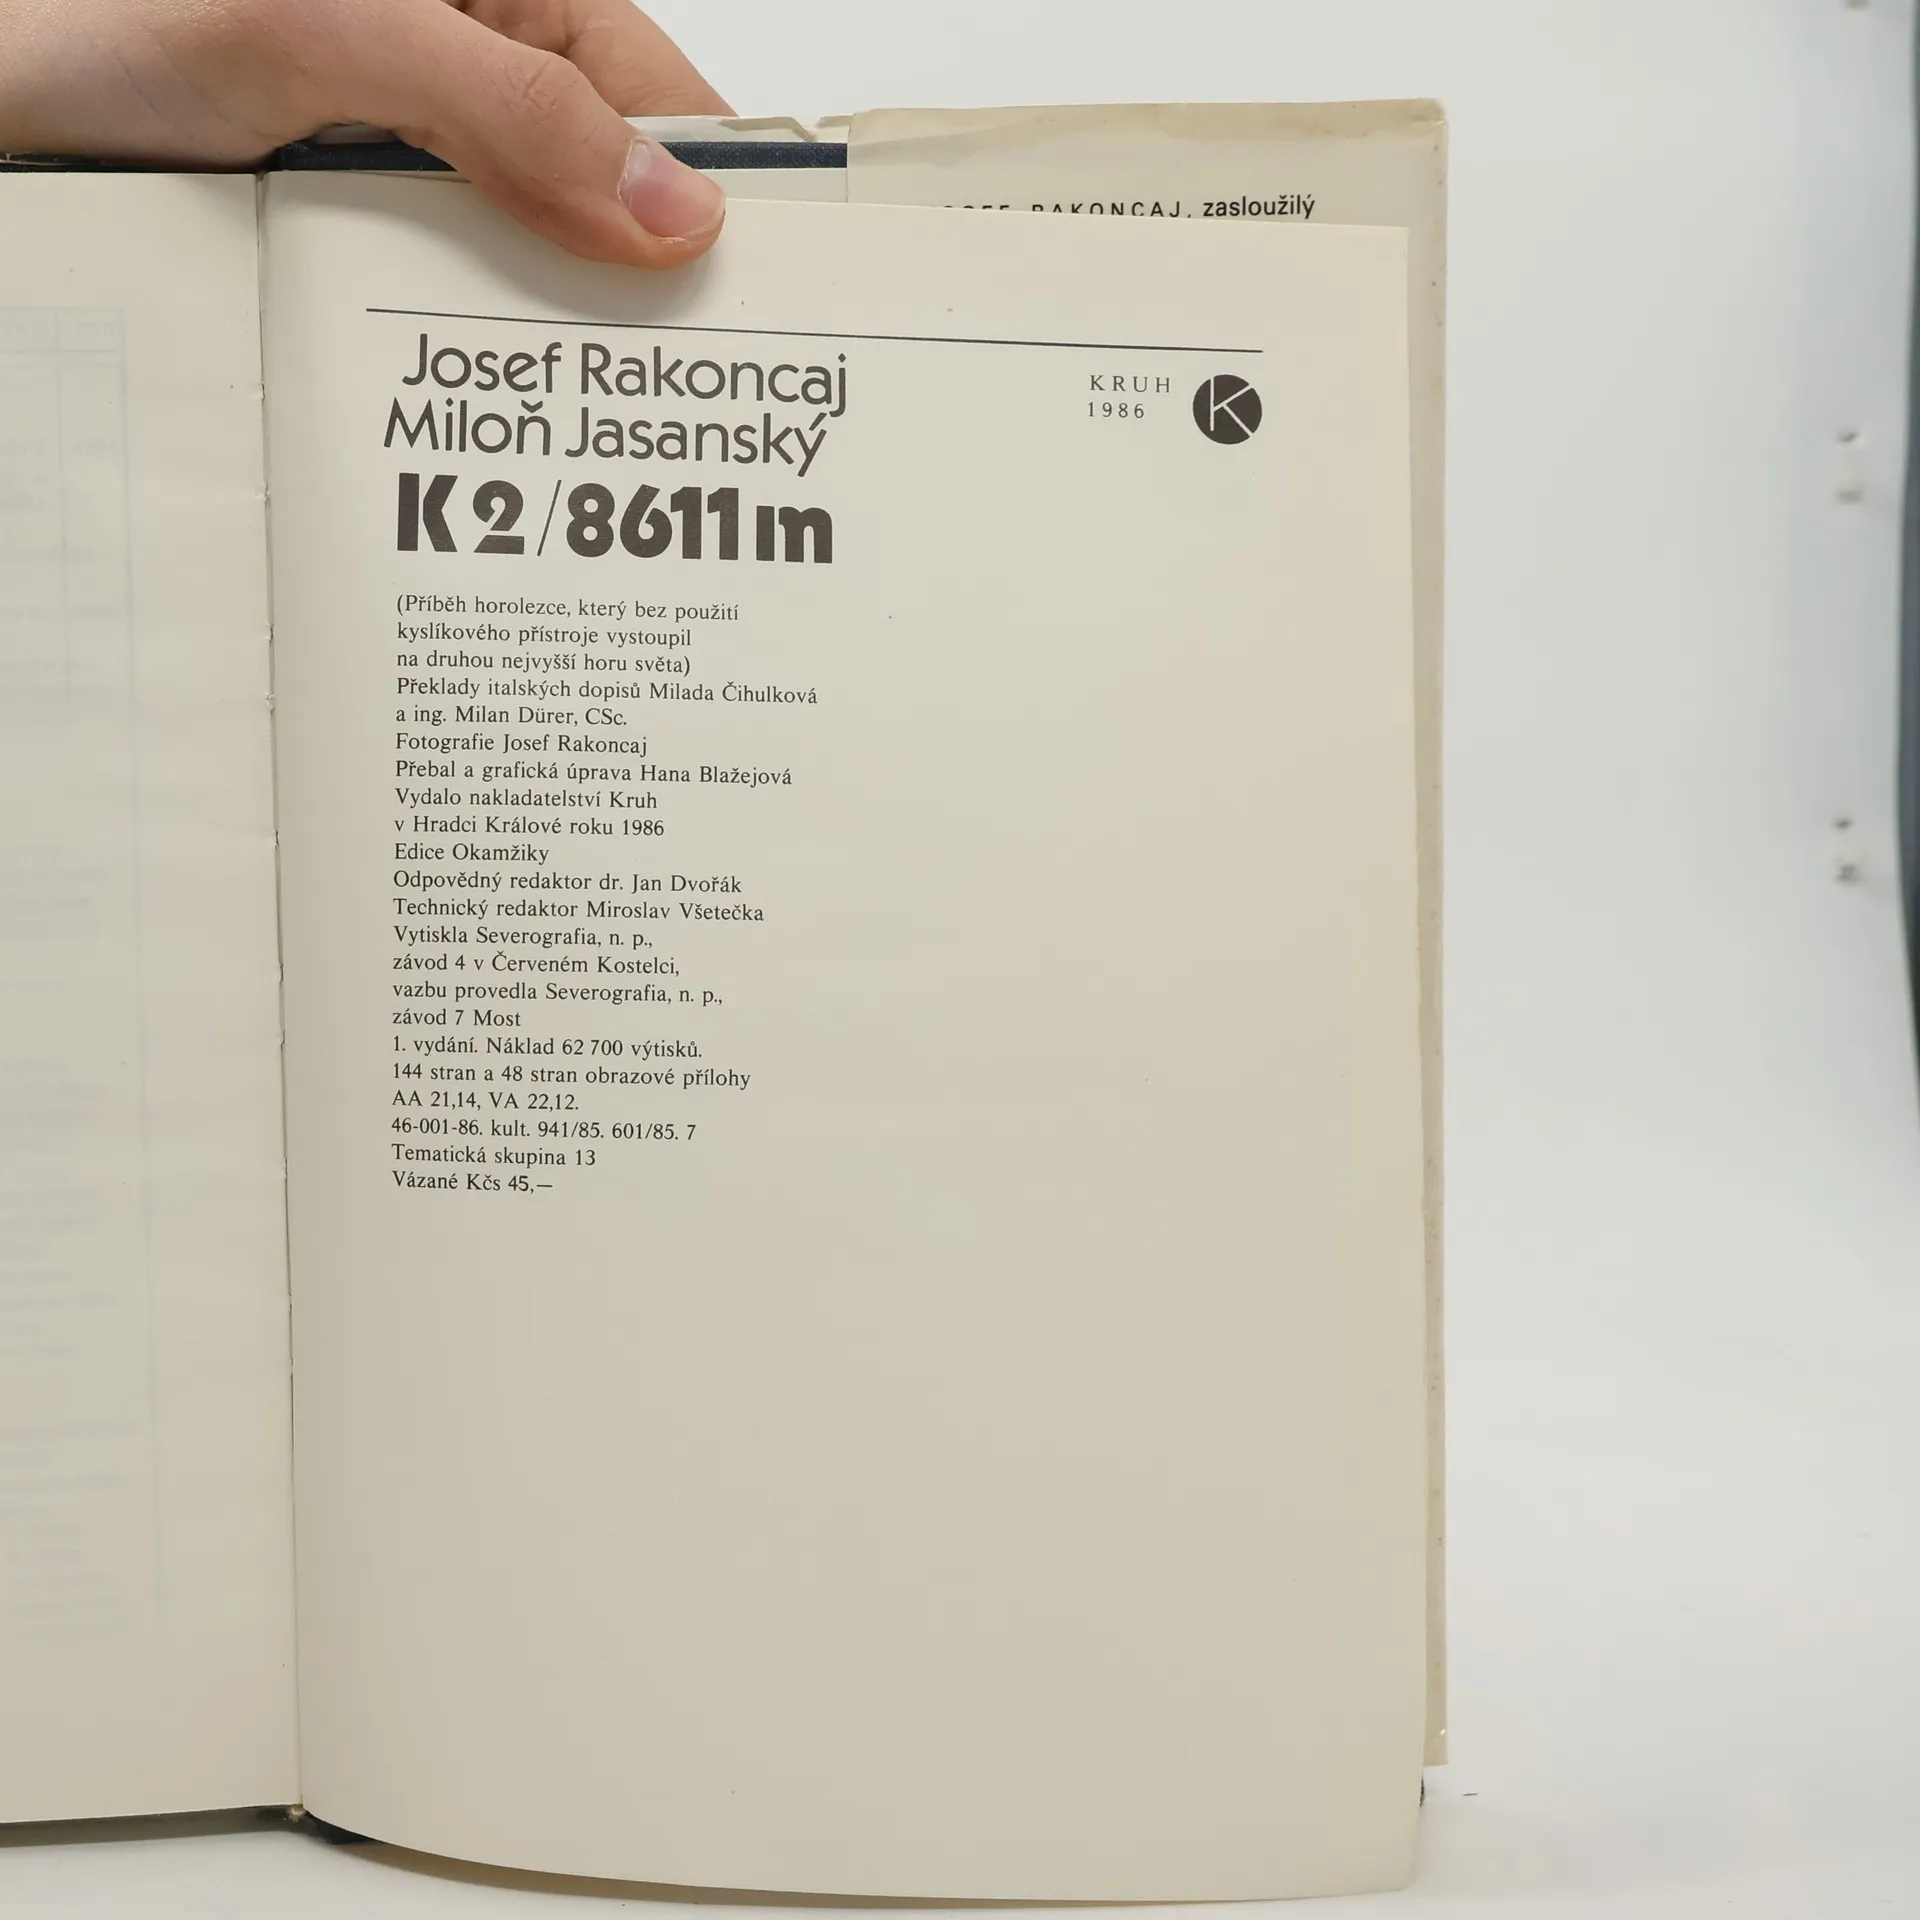 RAKONCAJ, zasloužilý
Josef Rakoncaj
Miloň Jasanský
K2/8611m
KRUH
1986
(Příběh horolezce, který bez použití
kyslíkového přístroje vystoupil
na druhou nejvyšší horu světa)
Překlady italských dopisů Milada Čihulková
a ing. Milan Dürer, CSc.
Fotografie Josef Rakoncaj
Přebal a grafická úprava Hana Blažejová
Vydalo nakladatelství Kruh
v Hradci Králové roku 1986
Edice Okamžiky
Odpovědný redaktor dr. Jan Dvořák
Technický redaktor Miroslav Všetečka
Vytiskla Severografia, n. p.,
závod 4 v Červeném Kostelci,
vazbu provedla Severografia, n. p.,
závod 7 Most
1. vydání. Náklad 62 700 výtisků.
144 stran a 48 stran obrazové přílohy
AA 21,14, VA 22,12.
46-001-86. kult. 941/85. 601/85. 7
Tematická skupina 13
Vázané Kčs 45,—